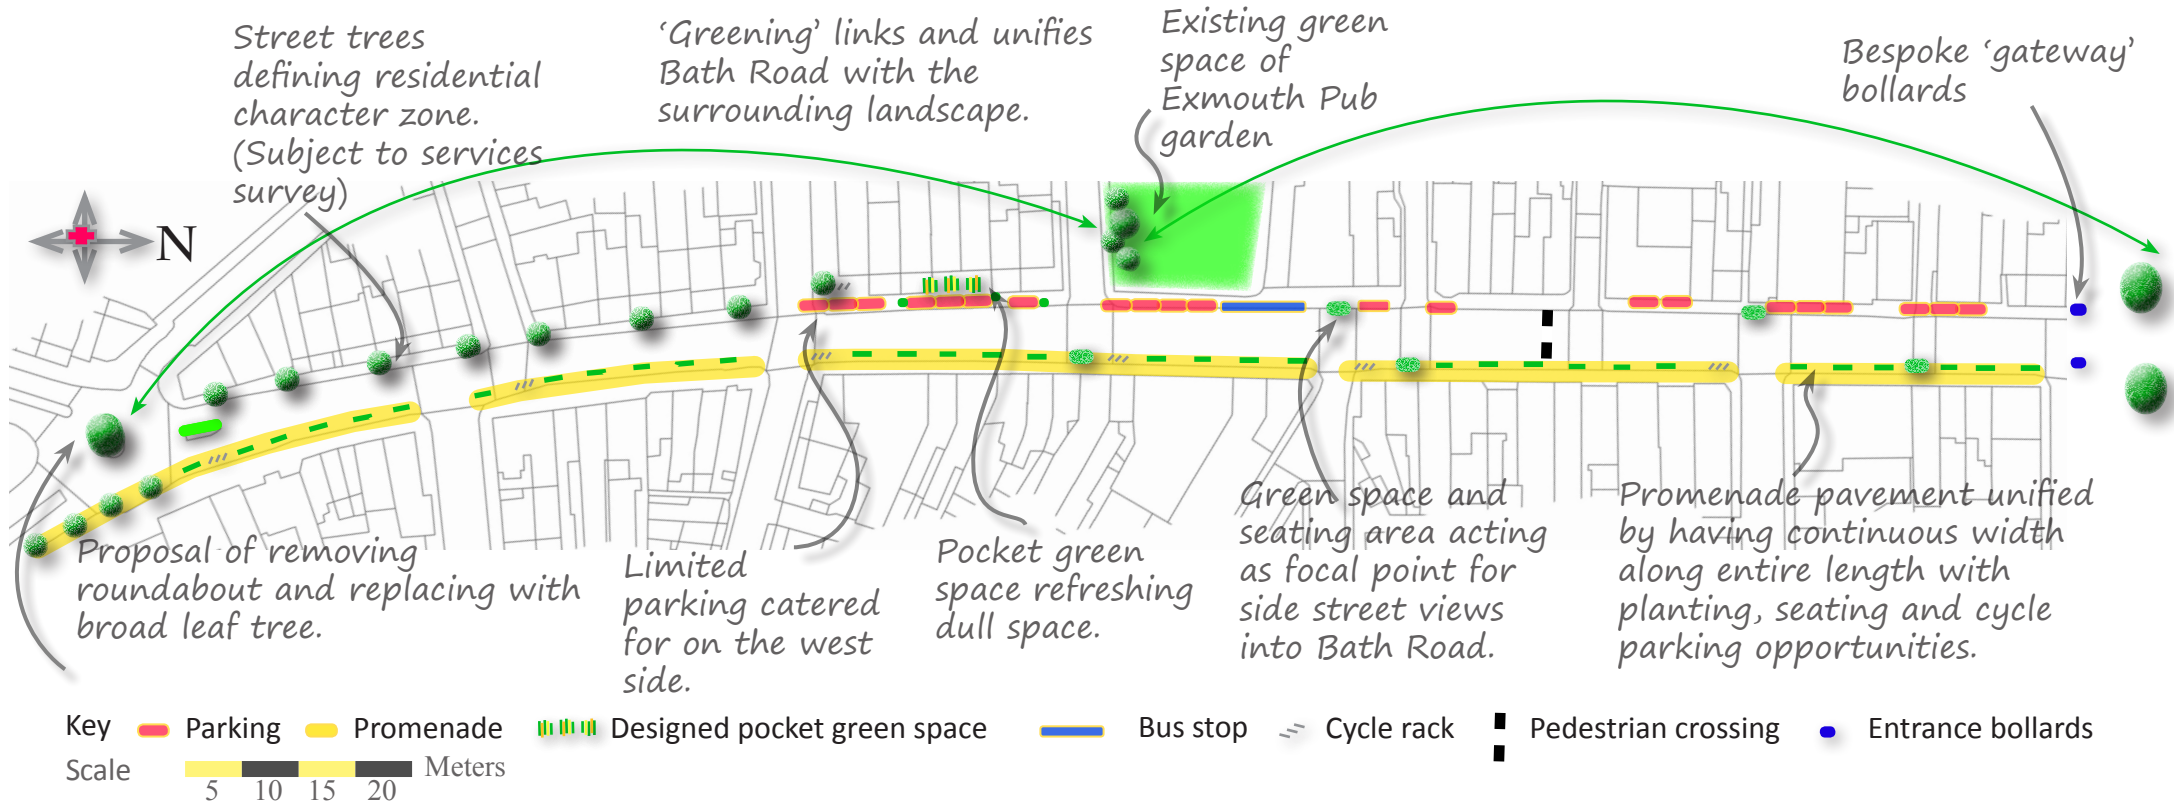 Street trees
defining residential
character zone.
(Subject to services
survey)
‘Greening’ links and unifies
Bath Road with the
surrounding landscape.
Existing green
space of
Exmouth Pub
garden
Bespoke ‘gateway’
bollards
N
Proposal of removing
roundabout and replacing with
broad leaf tree.
Limited
parking catered
for on the west
side.
Pocket green
space refreshing
dull space.
Green space and
seating area acting
as focal point for
side street views
into Bath Road.
Promenade pavement unified
by having continuous width
along entire length with
planting, seating and cycle
parking opportunities.
Key Parking Promenade Designed pocket green space Bus stop Cycle rack Pedestrian crossing Entrance bollards
Scale Meters
5 10 15 20